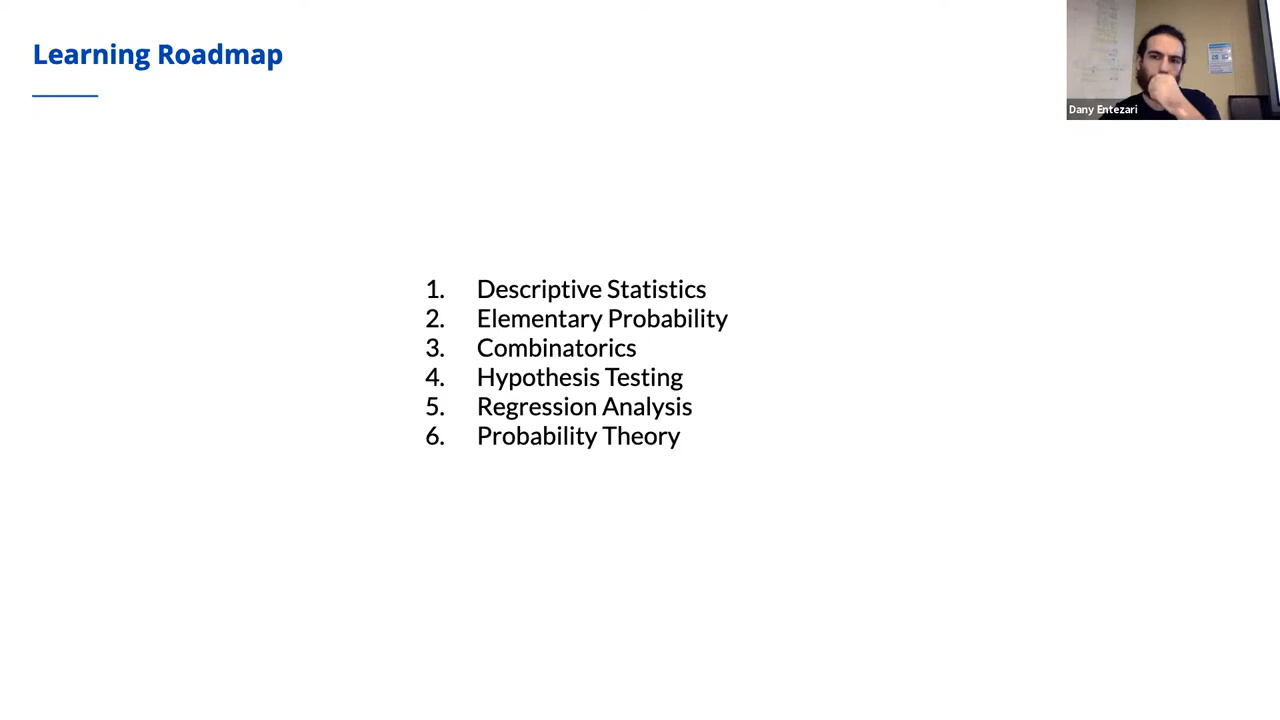 Learning Roadmap
Dany Entezari
1. Descriptive Statistics
2. Elementary Probability
3. Combinatorics
4. Hypothesis Testing
5. Regression Analysis
6. Probability Theory